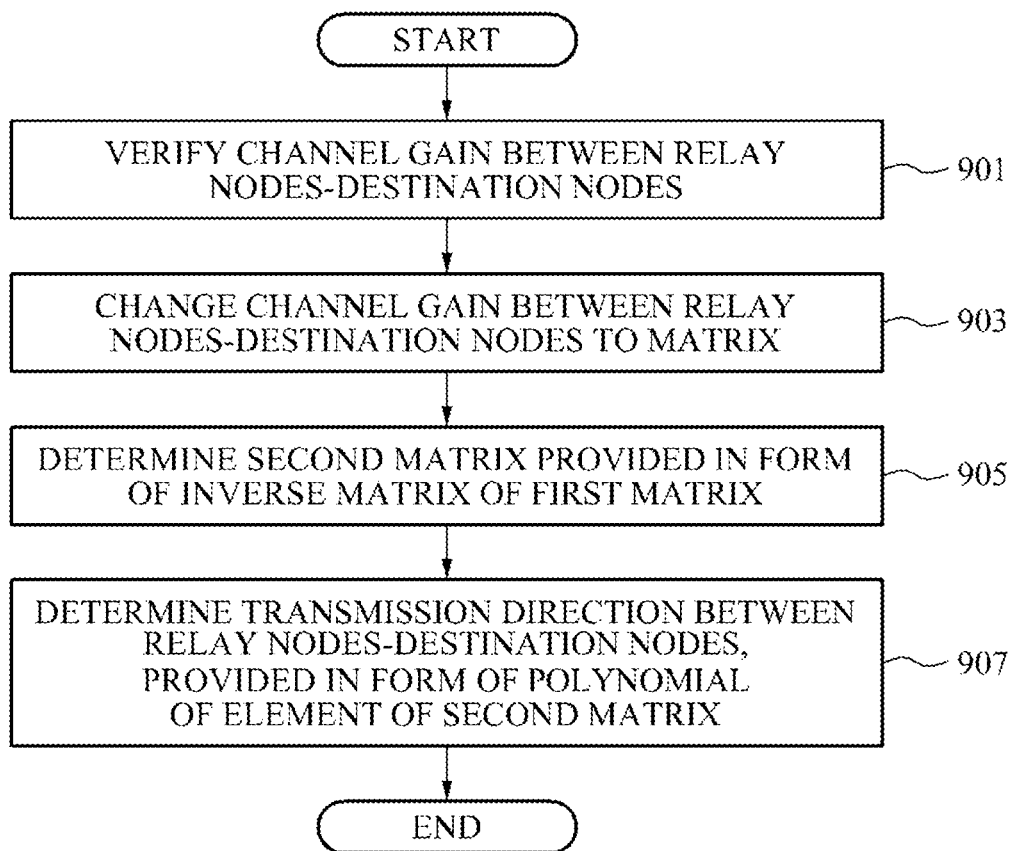 START
VERIFY CHANNEL GAIN BETWEEN RELAY
NODES-DESTINATION NODES
901
CHANGE CHANNEL GAIN BETWEEN RELAY
NODES-DESTINATION NODES TO MATRIX
903
DETERMINE SECOND MATRIX PROVIDED IN FORM
OF INVERSE MATRIX OF FIRST MATRIX
905
DETERMINE TRANSMISSION DIRECTION BETWEEN
RELAY NODES-DESTINATION NODES,
PROVIDED IN FORM OF POLYNOMIAL
OF ELEMENT OF SECOND MATRIX
907
END